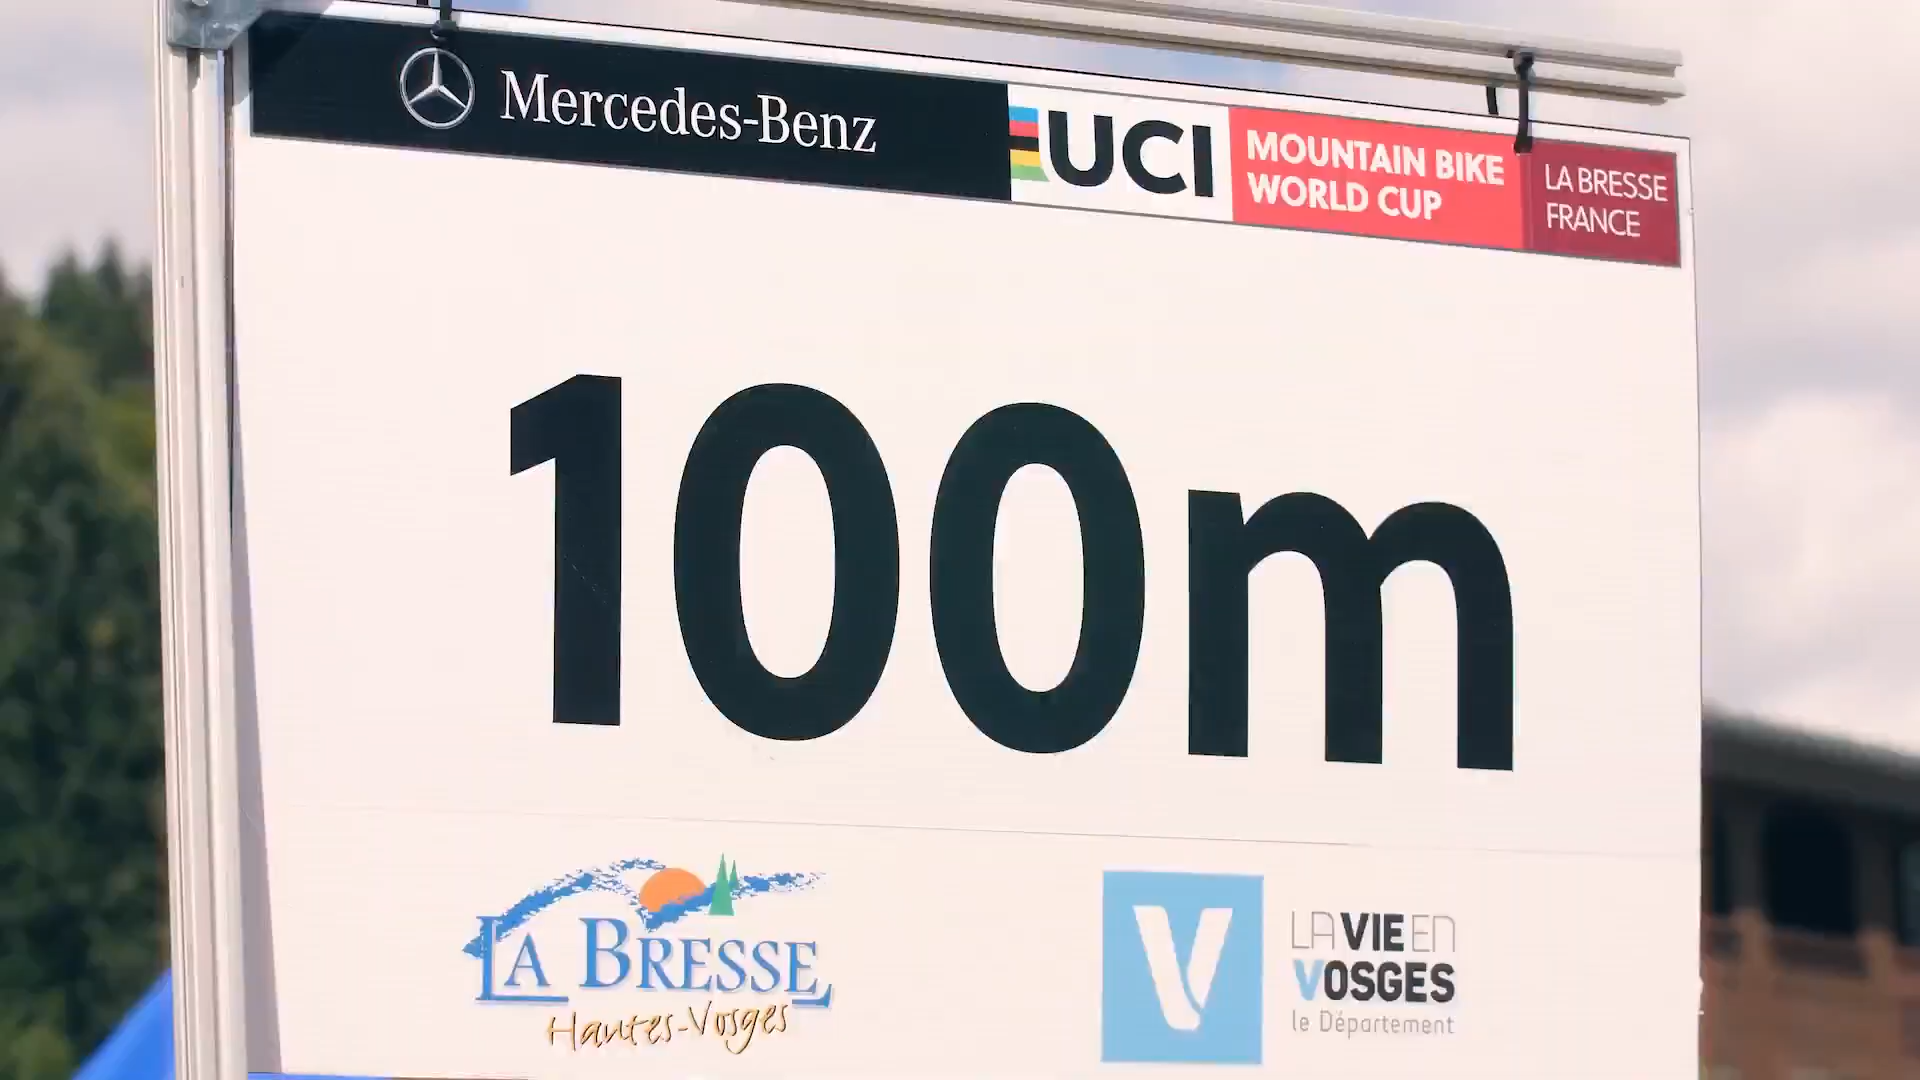 Mercedes-Benz
UCI
MOUNTAIN BIKE
WORLD CUP
LA BRESSE
FRANCE
100m
LA BRESSE
Hautes-Vosges
V
LA VIE EN
VOSGES
le Département